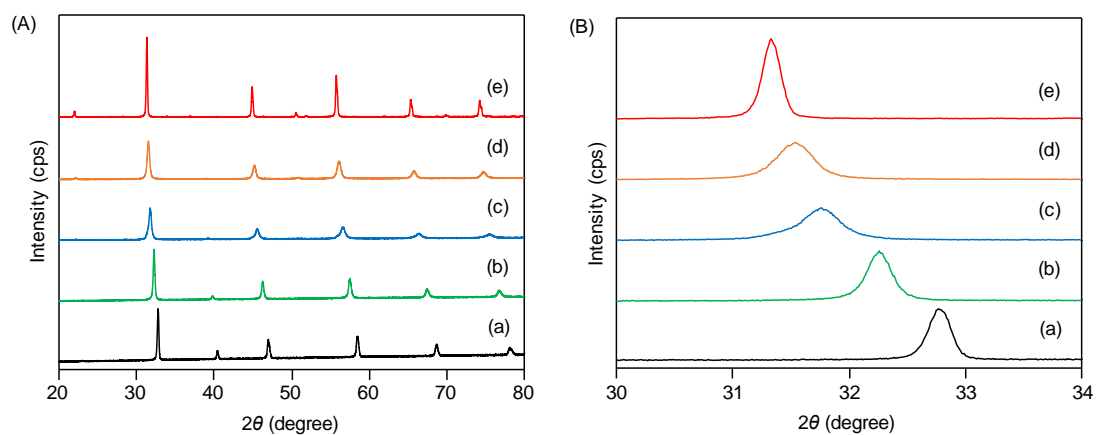 (A)
Intensity (cps)
(e)
(d)
(c)
(b)
(a)
20 30 40 50 60 70 80
2θ (degree)
(B)
Intensity (cps)
(e)
(d)
(c)
(b)
(a)
30 31 32 33 34
2θ (degree)